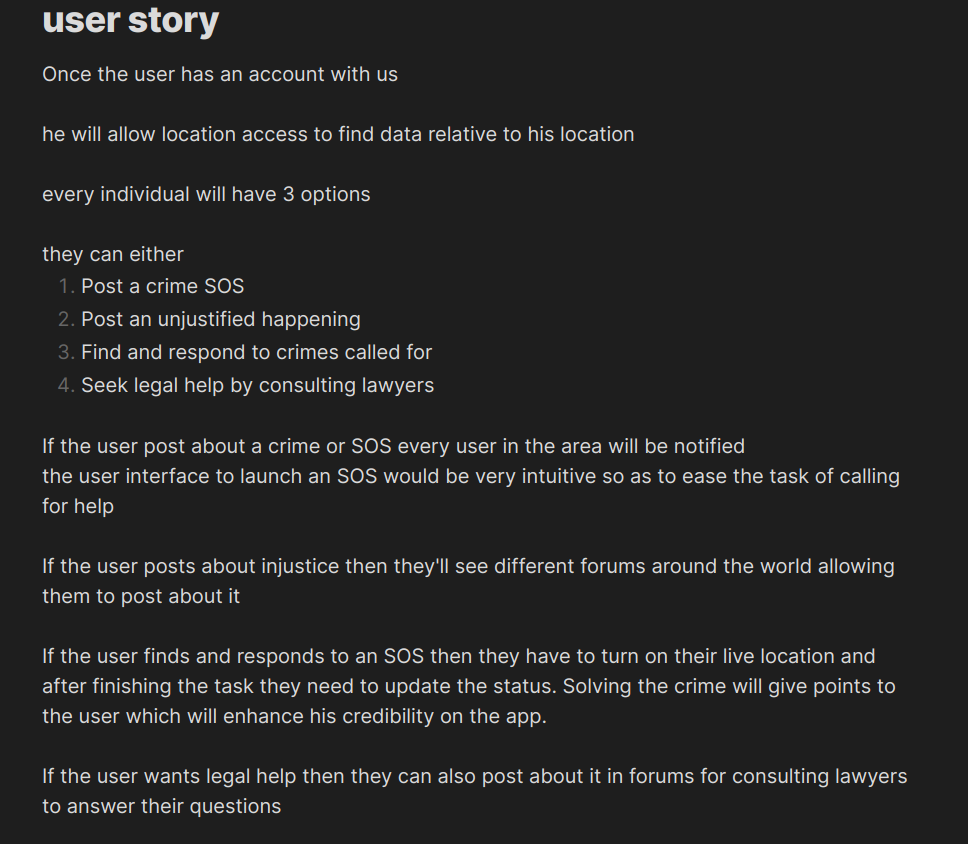 user story
Once the user has an account with us
he will allow location access to find data relative to his location
every individual will have 3 options
they can either
1. Post a crime SOS
2. Post an unjustified happening
3. Find and respond to crimes called for
4. Seek legal help by consulting lawyers
If the user post about a crime or SOS every user in the area will be notified
the user interface to launch an SOS would be very intuitive so as to ease the task of calling
for help
If the user posts about injustice then they'll see different forums around the world allowing
them to post about it
If the user finds and responds to an SOS then they have to turn on their live location and
after finishing the task they need to update the status. Solving the crime will give points to
the user which will enhance his credibility on the app.
If the user wants legal help then they can also post about it in forums for consulting lawyers
to answer their questions